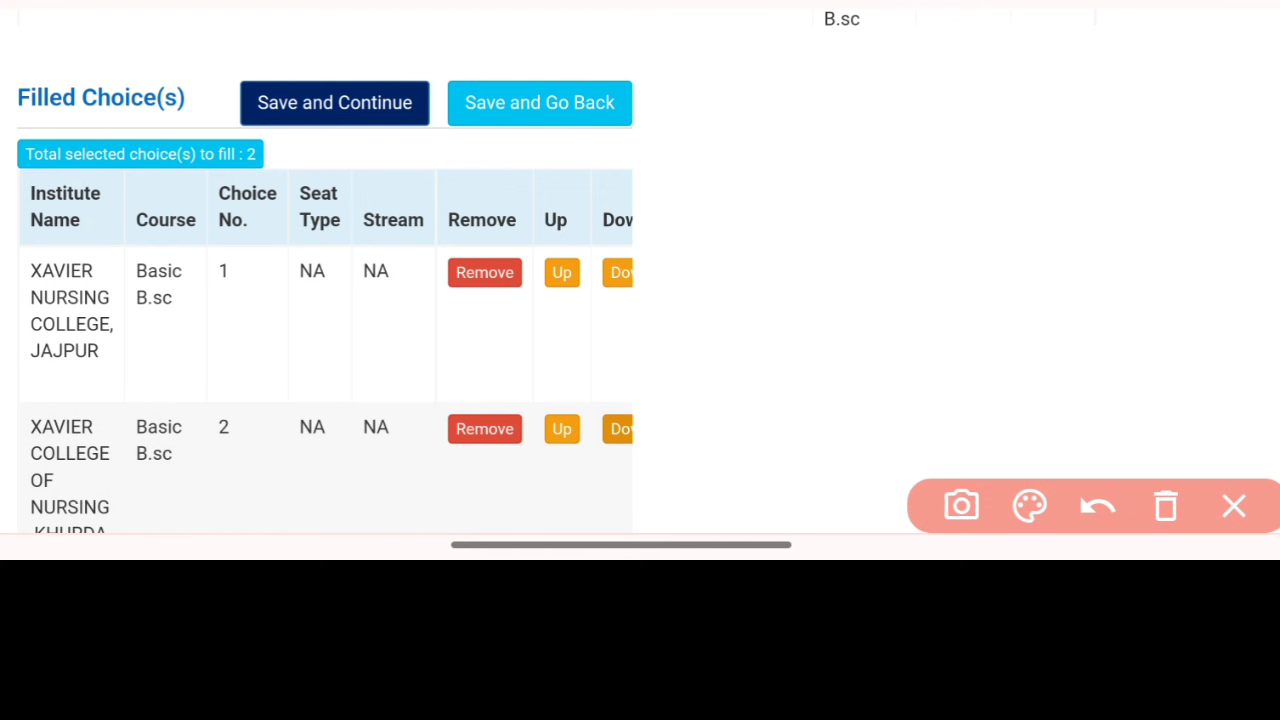 B.sc
Filled Choice(s)
Save and Continue
Save and Go Back
Total selected choice(s) to fill : 2
Institute Name
Course
Choice No.
Seat Type
Stream
Remove
Up
XAVIER NURSING COLLEGE, JAJPUR
Basic B.sc
1
NA
NA
Remove
Up
XAVIER COLLEGE OF NURSING
Basic B.sc
2
NA
NA
Remove
Up